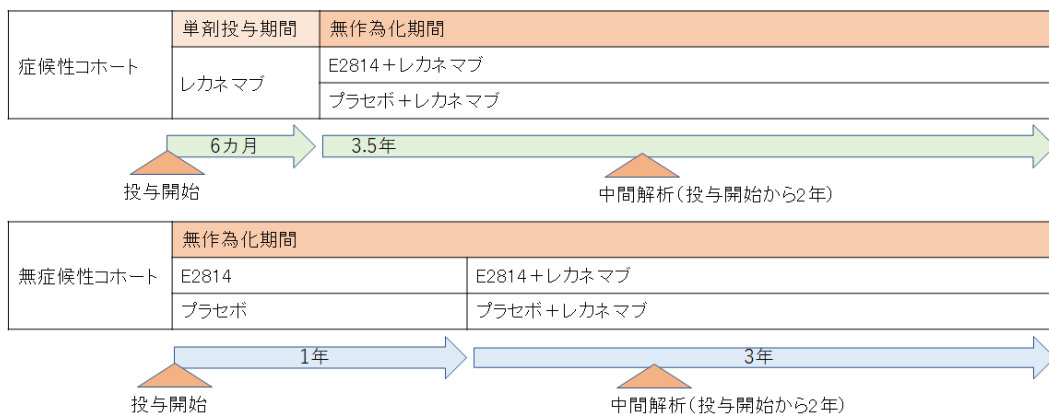 単剤投与期間
無作為化期間
症候性コホート
レカネマブ
E2814+レカネマブ
プラセボ+レカネマブ
6カ月
3.5年
投与開始
中間解析(投与開始から2年)
無作為化期間
無症候性コホート
E2814
E2814+レカネマブ
プラセボ
プラセボ+レカネマブ
1年
3年
投与開始
中間解析(投与開始から2年)